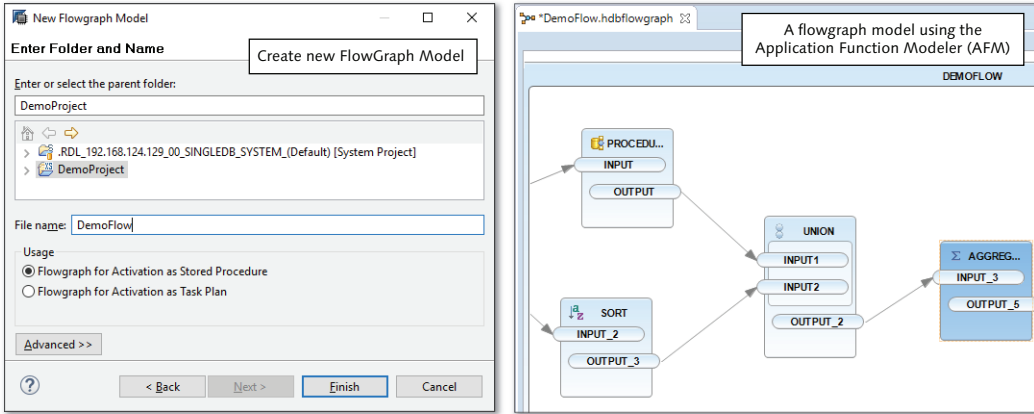 New Flowgraph Model
Enter Folder and Name
Create new FlowGraph Model
Enter or select the parent folder:
DemoProject
.RDL_192.168.124.129_00_SINGLEDB_SYSTEM_(Default) [System Project]
DemoProject
File name: DemoFlow
Usage
Flowgraph for Activation as Stored Procedure
Flowgraph for Activation as Task Plan
Advanced >>
? < Back Next > Finish Cancel
*DemoFlow.hdbflowgraph
A flowgraph model using the
Application Function Modeler (AFM)
DEMOFLOW
PROCEDU...
INPUT
OUTPUT
UNION
INPUT1
INPUT2
OUTPUT_2
AGGREG...
INPUT_3
OUTPUT_5
SORT
INPUT_2
OUTPUT_3